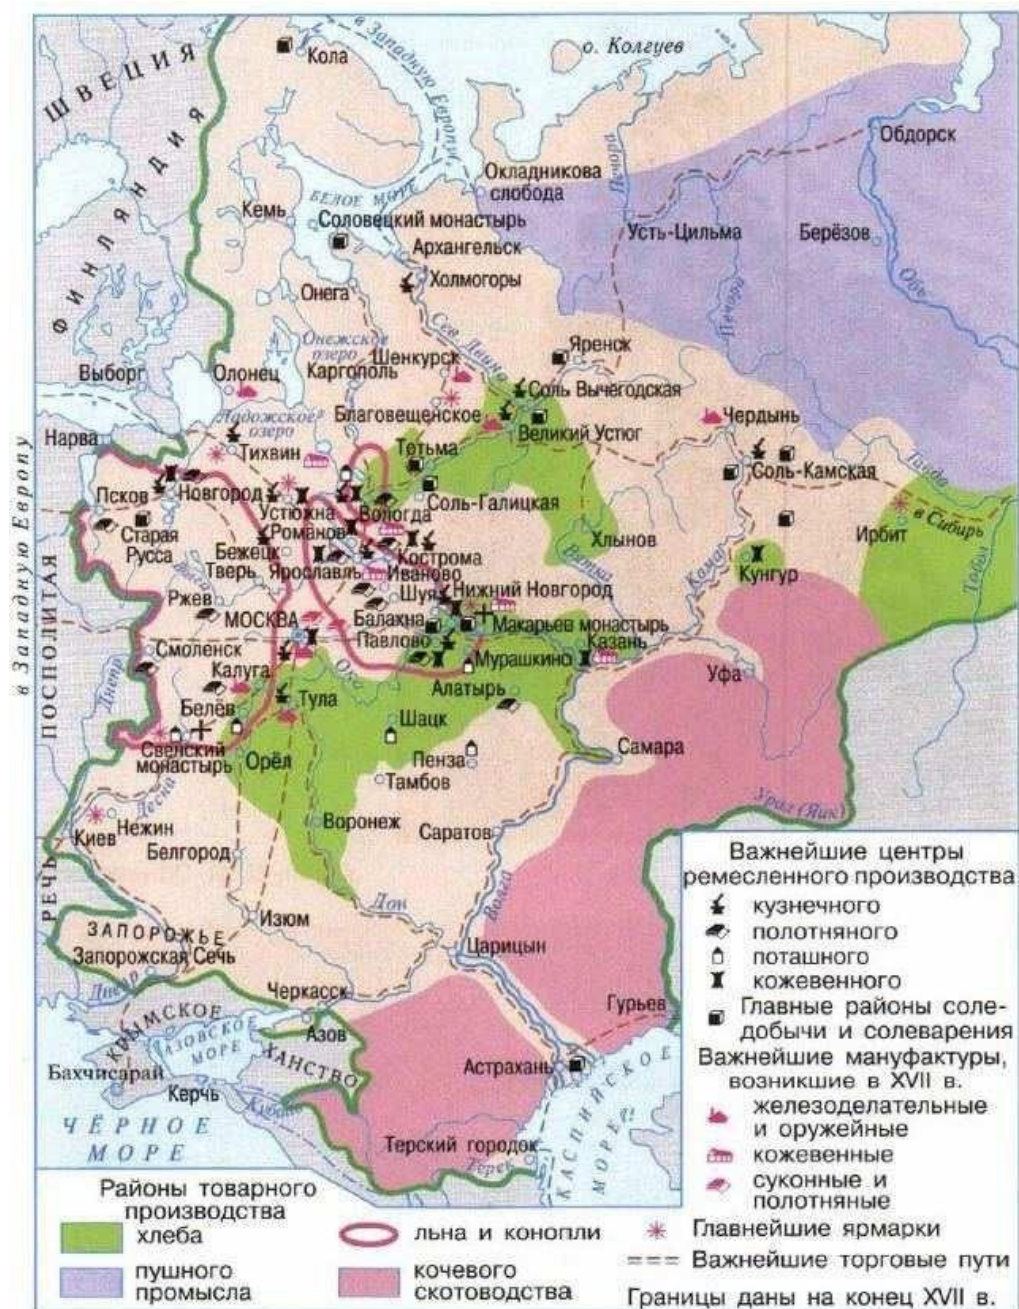 в Западную Европу
о. Колгуев
Кола
ШВЕЦИЯ
ФИНЛЯНДИЯ
Обдорск
Окладникова
слобода
Печора
БЕЛОЕ МОРЕ
Кемь
Соловецкий монастырь
Усть-Цильма
Берёзов
Архангельск
Холмогоры
Онега
Обь
Печора
Сев. Двина
Онежское
озеро
Шенкурск
Яренск
Выборг
Олонец
Каргополь
Соль Вычегодская
Благовещенское
Чердынь
Ладожское
озеро
Великий Устюг
Нарва
Тихвин
Тотьма
Соль-Камская
Тавда
Псков
Новгород
Устюжна
Вологда
Соль-Галицкая
в Сибирь
Старая
Русса
Романов
Хлынов
Ирбит
Бежецк
Кострома
Тверь
Ярославль
Иваново
Вятка
Кама
Кунгур
Тобол
Ржев
Шуя
Нижний Новгород
МОСКВА
Балахна
Макарьев монастырь
Смоленск
Павлово
Казань
Днепр
Калуга
Ока
Мурашкино
Уфа
Белёв
Тула
Алатырь
Шацк
Свенский
монастырь
Орёл
Пенза
Самара
Тамбов
Десна
Урал (Яик)
Киев
Нежин
Воронеж
Саратов
Белгород
Волга
Дон
Изюм
в Западную Европу
РЕЧЬ ПОСПОЛИТАЯ
ЗАПОРОЖЬЕ
Запорожская Сечь
Царицын
Днепр
Черкасск
Гурьев
КРЫМСКОЕ
ХАНСТВО
АЗОВСКОЕ
МОРЕ
Азов
Бахчисарай
Астрахань
Керчь
Кубань
ЧЁРНОЕ
МОРЕ
Терский городок
Терек
КАСПИЙСКОЕ
МОРЕ
Важнейшие центры
ремесленного производства
кузнечного
полотняного
поташного
кожевенного
Главные районы соле-
добычи и солеварения
Важнейшие мануфактуры,
возникшие в XVII в.
железоделательные
и оружейные
кожевенные
суконные и
полотняные
Главнейшие ярмарки
Важнейшие торговые пути
Границы даны на конец XVII в.
Районы товарного
производства
хлеба
льна и конопли
пушного
промысла
кочевого
скотоводства